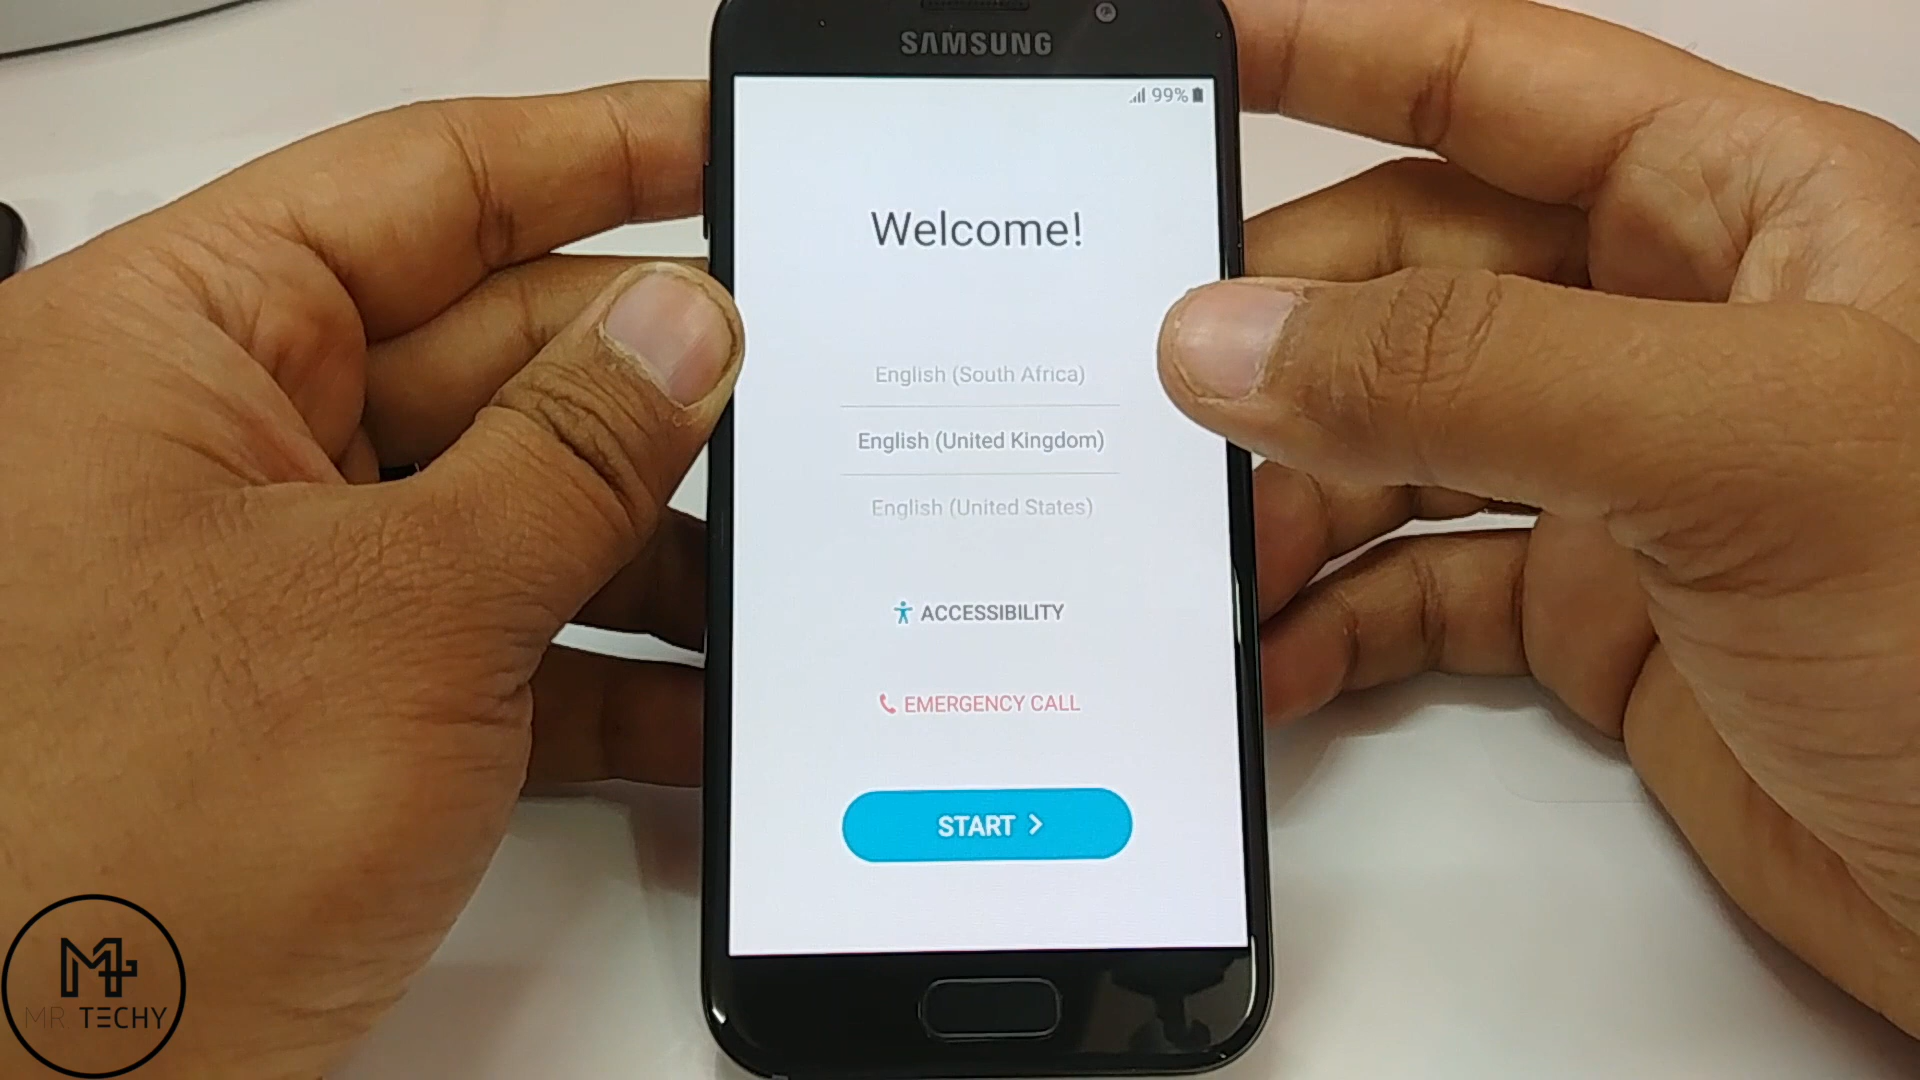 SAMSUNG
99%
Welcome!
English (South Africa)
English (United Kingdom)
English (United States)
ACCESSIBILITY
EMERGENCY CALL
START
MR. TECHY